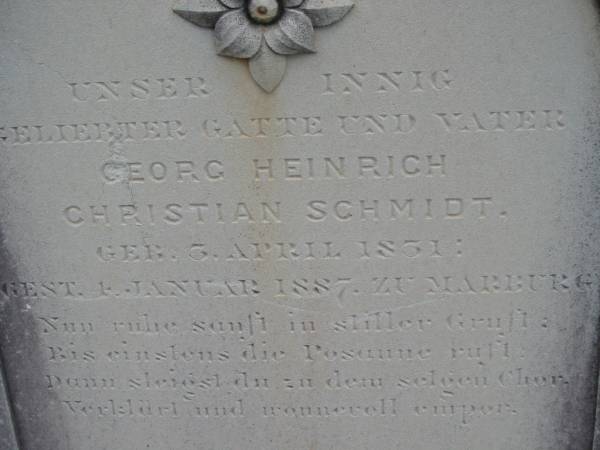 UNSER INNIG
GELIEBTER GATTE UND VATER
GEORG HEINRICH
CHRISTIAN SCHMIDT.
GEB. 3. APRIL 1831:
GEST. 4. JANUAR 1887. ZU MARBURG
Nun ruhe sanft in stiller Gruft:
Bis einstens die Posaune ruft:
Dann steigst du zu dem selgen Chor.
Verklärt und wonnevoll empor.